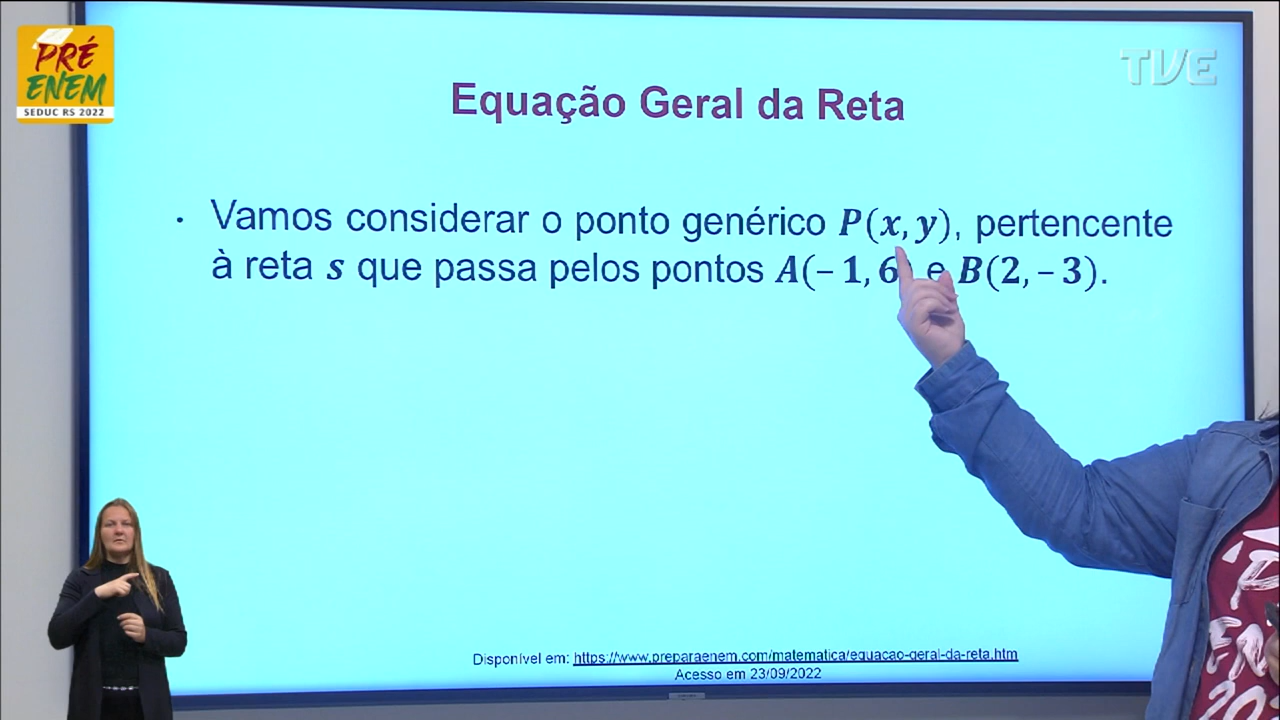 PRÉ
ENEM
SEDUC RS 2022
TVE
Equação Geral da Reta
• Vamos considerar o ponto genérico P(x, y), pertencente
à reta s que passa pelos pontos A(– 1, 6) e B(2, – 3).
Disponível em: https://www.preparaenem.com/matematica/equacao-geral-da-reta.htm
Acesso em 23/09/2022